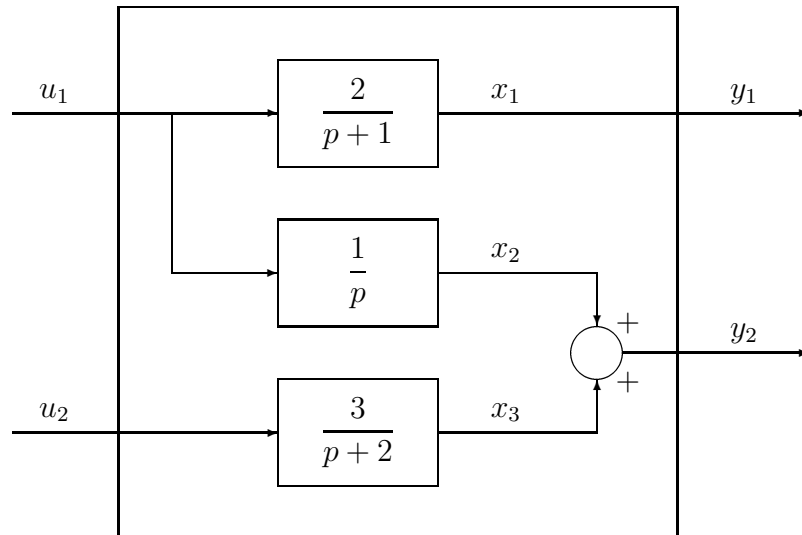 u₁
2
p + 1
x₁
y₁
1
p
x₂
+
y₂
+
u₂
3
p + 2
x₃